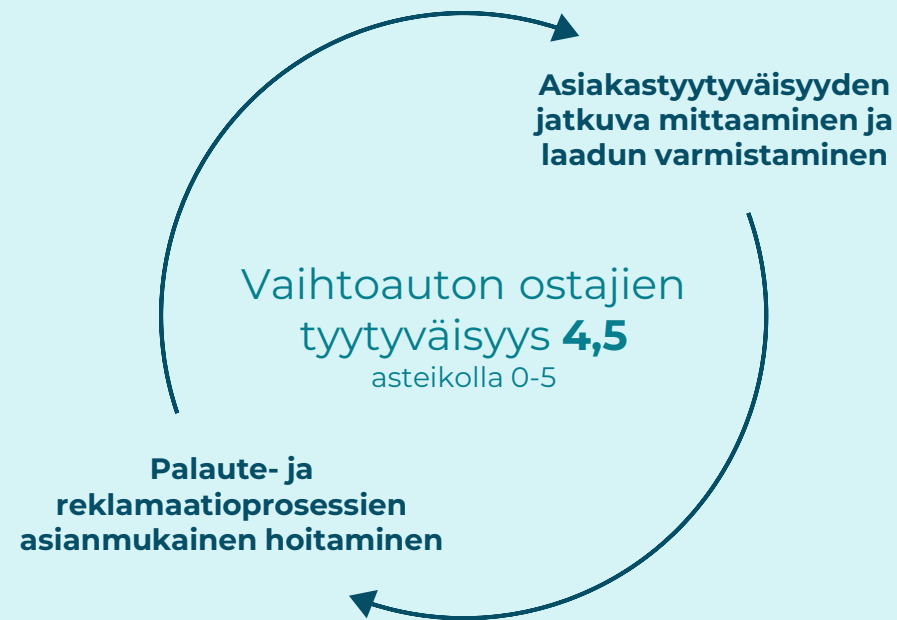 Asiakastyytyväisyyden
jatkuva mittaaminen ja
laadun varmistaminen
Vaihtoauton ostajien
tyytyväisyys 4,5
asteikolla 0-5
Palaute- ja
reklamaatioprosessien
asianmukainen hoitaminen